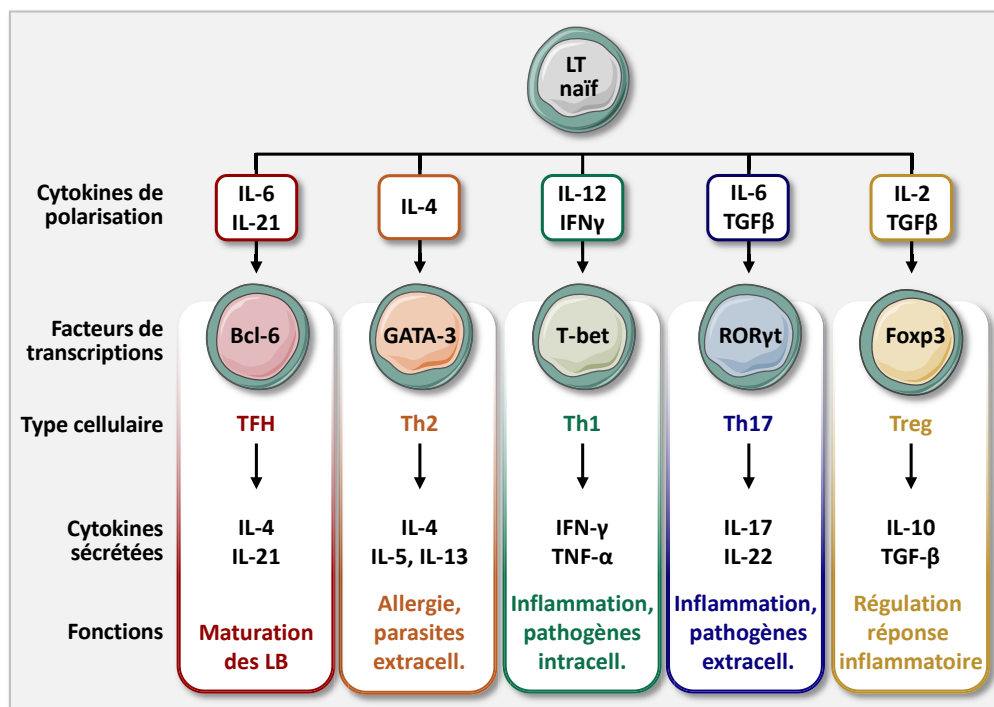 LT
naïf
Cytokines de
polarisation
IL-6
IL-21
IL-4
IL-12
IFNγ
IL-6
TGFβ
IL-2
TGFβ
Facteurs de
transcriptions
Bcl-6
GATA-3
T-bet
RORγt
Foxp3
Type cellulaire
TFH
Th2
Th1
Th17
Treg
Cytokines
sécrétées
IL-4
IL-21
IL-4
IL-5, IL-13
IFN-γ
TNF-α
IL-17
IL-22
IL-10
TGF-β
Fonctions
Maturation
des LB
Allergie,
parasites
extracell.
Inflammation,
pathogènes
intracell.
Inflammation,
pathogènes
extracell.
Régulation
réponse
inflammatoire